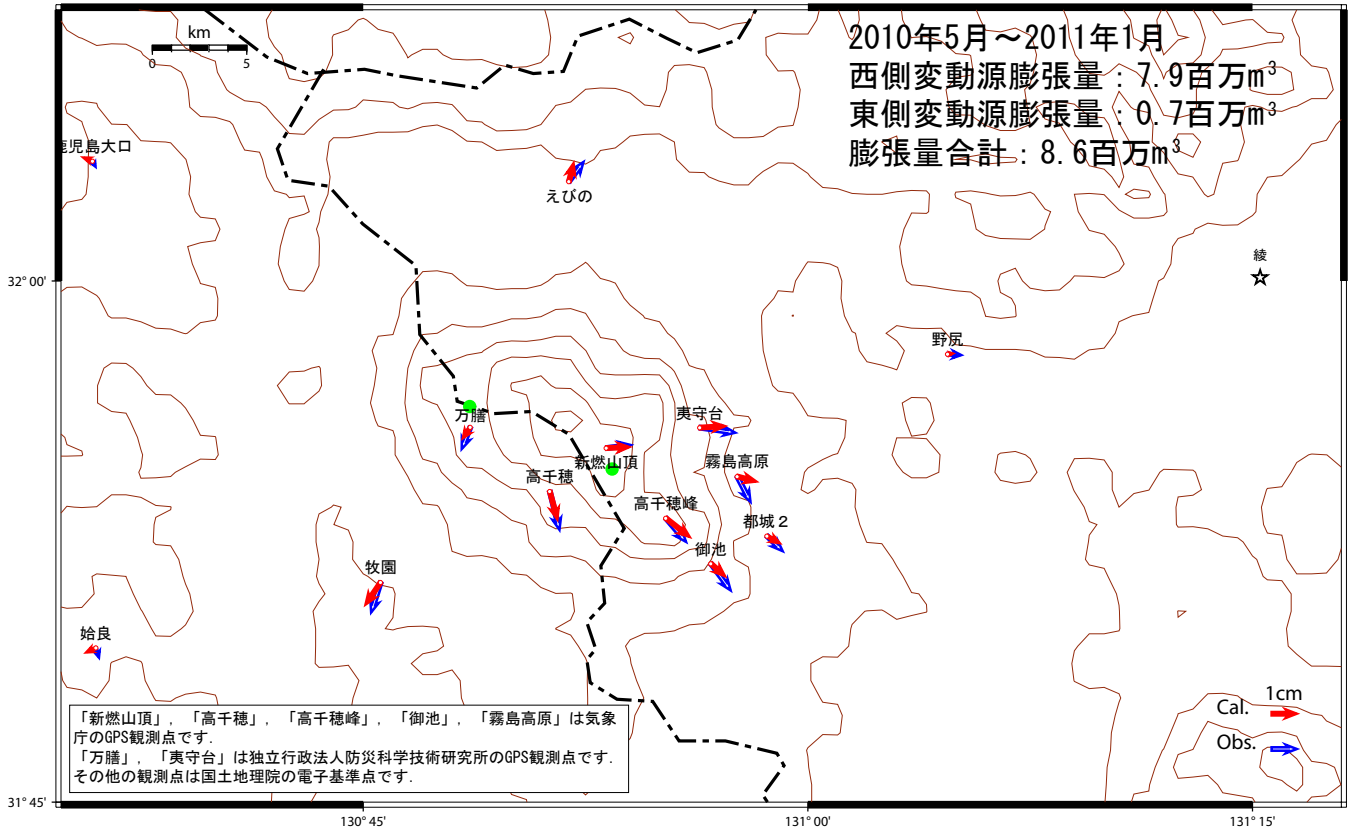 km
0 5
2010年5月～2011年1月
西側変動源膨張量：7.9百万m³
東側変動源膨張量：0.7百万m³
膨張量合計：8.6百万m³
児島大口
えびの
綾
32°00'
野尻
万膳
夷守台
新燃山頂
霧島高原
高千穂
高千穂峰
都城２
御池
牧園
姶良
1cm
Cal.
Obs.
「新燃山頂」，「高千穂」，「高千穂峰」，「御池」，「霧島高原」は気象
庁のGPS観測点です．
「万膳」，「夷守台」は独立行政法人防災科学技術研究所のGPS観測点です．
その他の観測点は国土地理院の電子基準点です．
31°45'
130°45' 131°00' 131°15'